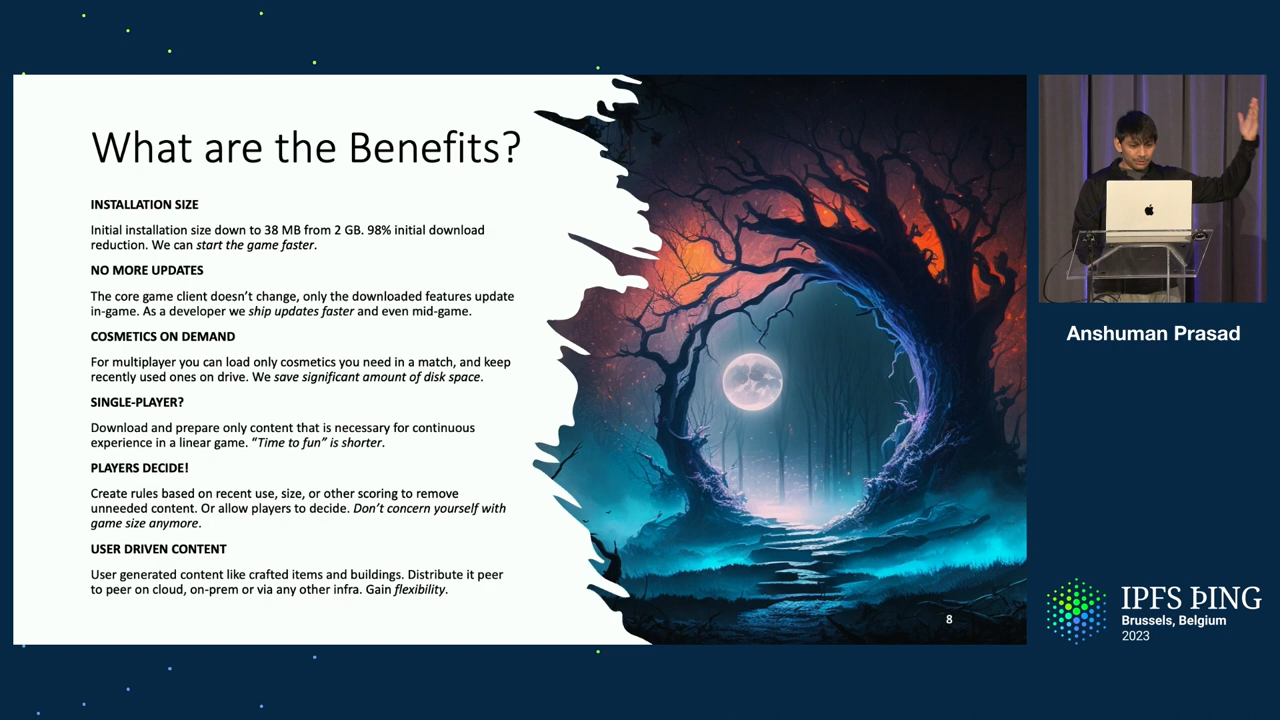 What are the Benefits?
INSTALLATION SIZE
Initial installation size down to 38 MB from 2 GB. 98% initial download
reduction. We can start the game faster.
NO MORE UPDATES
The core game client doesn’t change, only the downloaded features update
in-game. As a developer we ship updates faster and even mid-game.
COSMETICS ON DEMAND
For multiplayer you can load only cosmetics you need in a match, and keep
recently used ones on drive. We save significant amount of disk space.
SINGLE-PLAYER?
Download and prepare only content that is necessary for continuous
experience in a linear game. “Time to fun” is shorter.
PLAYERS DECIDE!
Create rules based on recent use, size, or other scoring to remove
unneeded content. Or allow players to decide. Don’t concern yourself with
game size anymore.
USER DRIVEN CONTENT
User generated content like crafted items and buildings. Distribute it peer
to peer on cloud, on-prem or via any other infra. Gain flexibility.
8
Anshuman Prasad
IPFS ÞING
Brussels, Belgium
2023